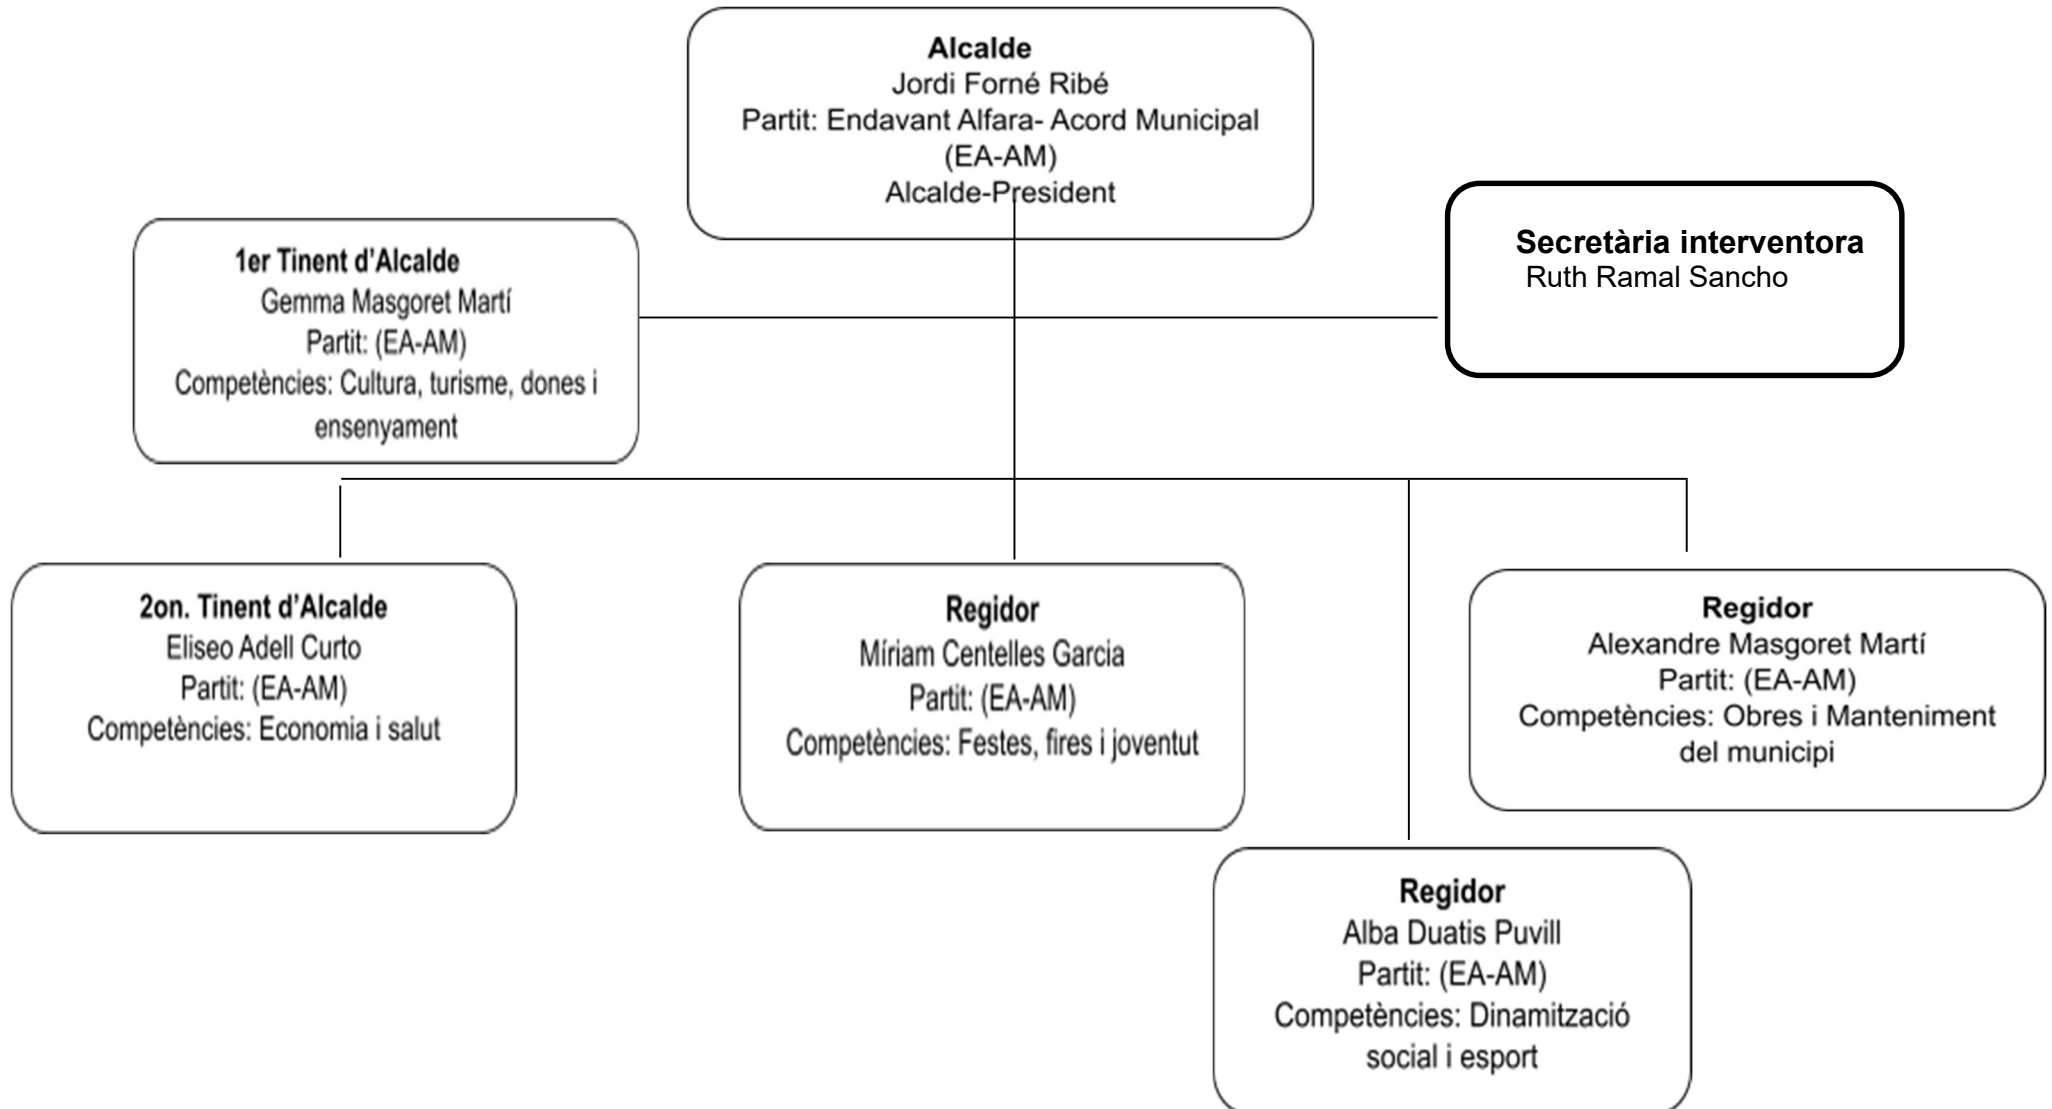 Alcalde
Jordi Forné Ribé
Partit: Endavant Alfara- Acord Municipal
(EA-AM)
Alcalde-President
1er Tinent d’Alcalde
Gemma Masgoret Martí
Partit: (EA-AM)
Competències: Cultura, turisme, dones i
ensenyament
Secretària interventora
Ruth Ramal Sancho
2on. Tinent d’Alcalde
Eliseo Adell Curto
Partit: (EA-AM)
Competències: Economia i salut
Regidor
Míriam Centelles Garcia
Partit: (EA-AM)
Competències: Festes, fires i joventut
Regidor
Alexandre Masgoret Martí
Partit: (EA-AM)
Competències: Obres i Manteniment
del municipi
Regidor
Alba Duatis Puvill
Partit: (EA-AM)
Competències: Dinamització
social i esport